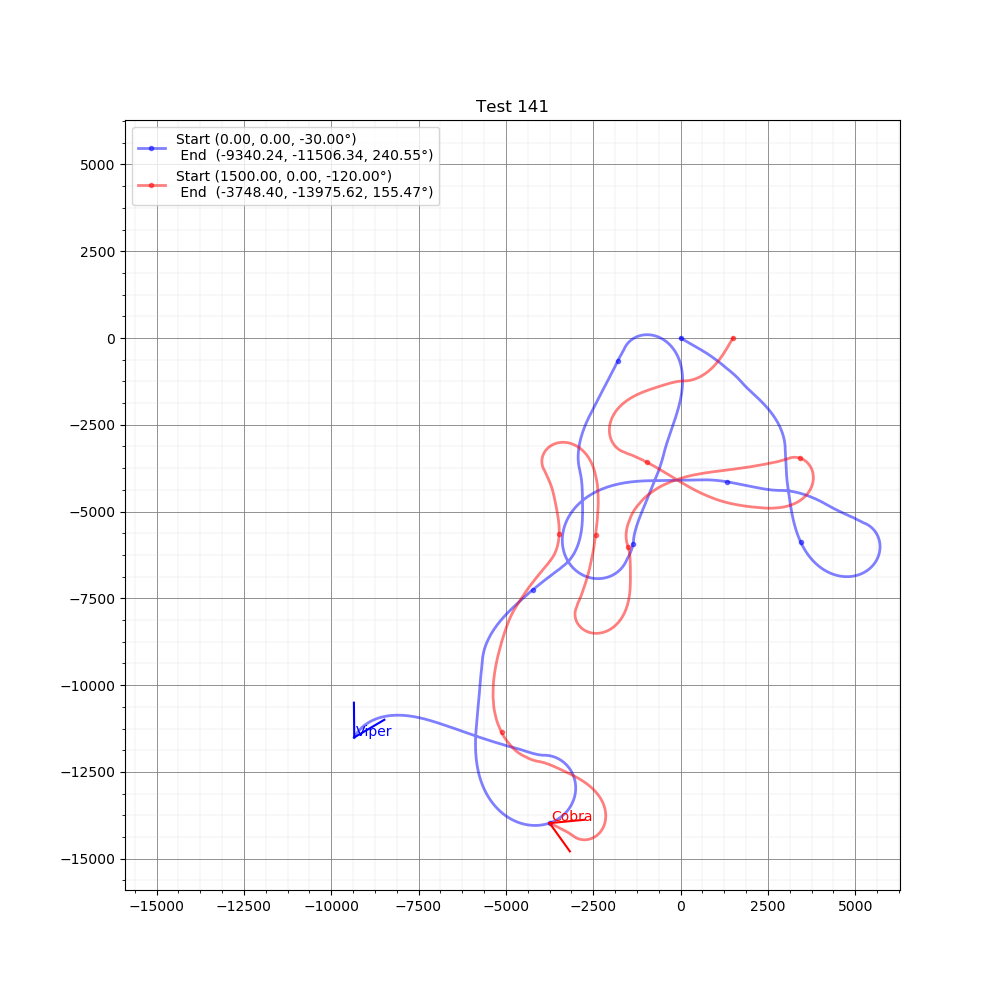 Test 141
Start (0.00, 0.00, -30.00°)
End (-9340.24, -11506.34, 240.55°)
Start (1500.00, 0.00, -120.00°)
End (-3748.40, -13975.62, 155.47°)
5000
2500
0
−2500
−5000
−7500
−10000
−12500
−15000
Viper
Cobra
−15000 −12500 −10000 −7500 −5000 −2500 0 2500 5000